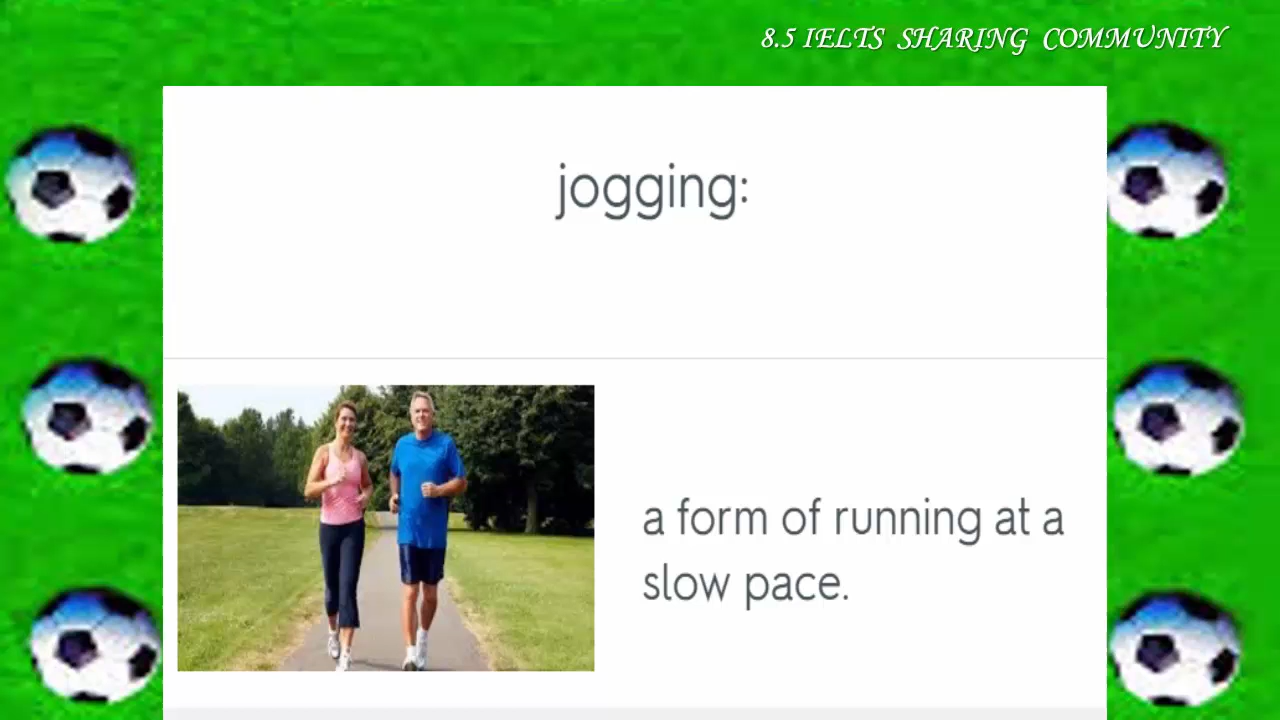 8.5 IELTS SHARING COMMUNITY
jogging:
a form of running at a
slow pace.